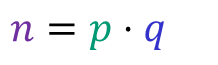 n = p · q